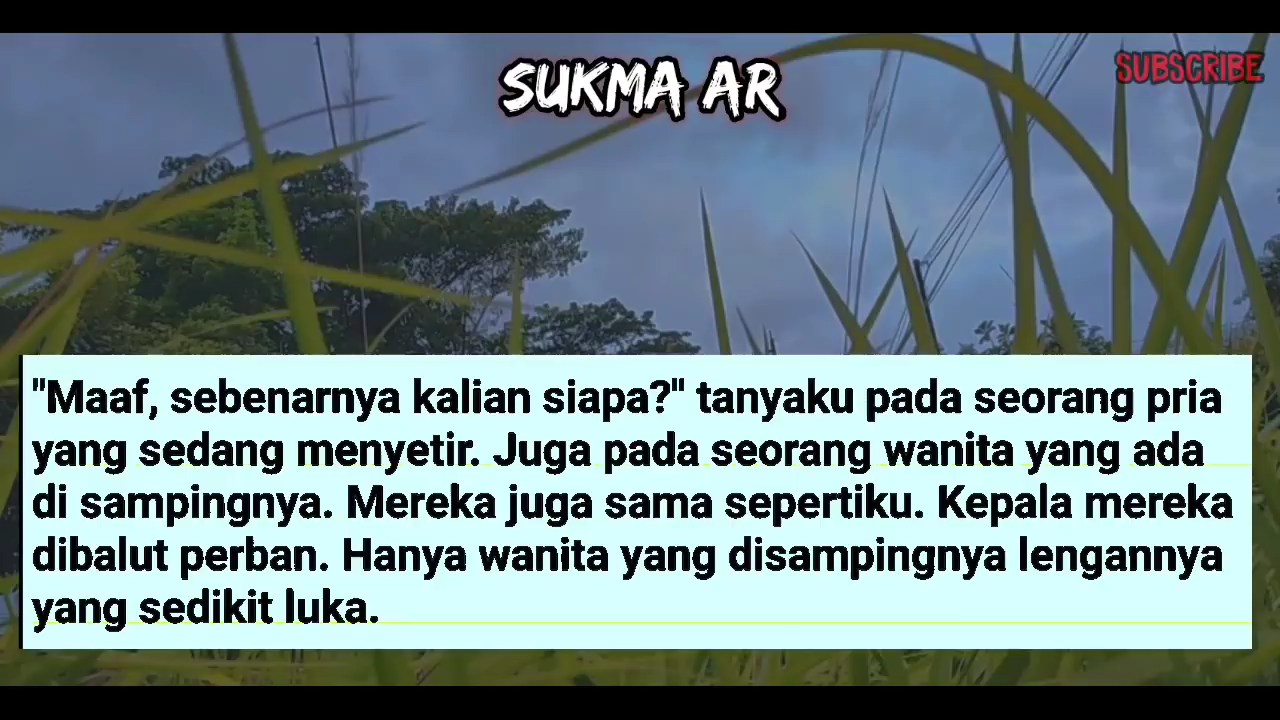 SUKMA AR
SUBSCRIBE
"Maaf, sebenarnya kalian siapa?" tanyaku pada seorang pria
yang sedang menyetir. Juga pada seorang wanita yang ada
di sampingnya. Mereka juga sama sepertiku. Kepala mereka
dibalut perban. Hanya wanita yang disampingnya lengannya
yang sedikit luka.